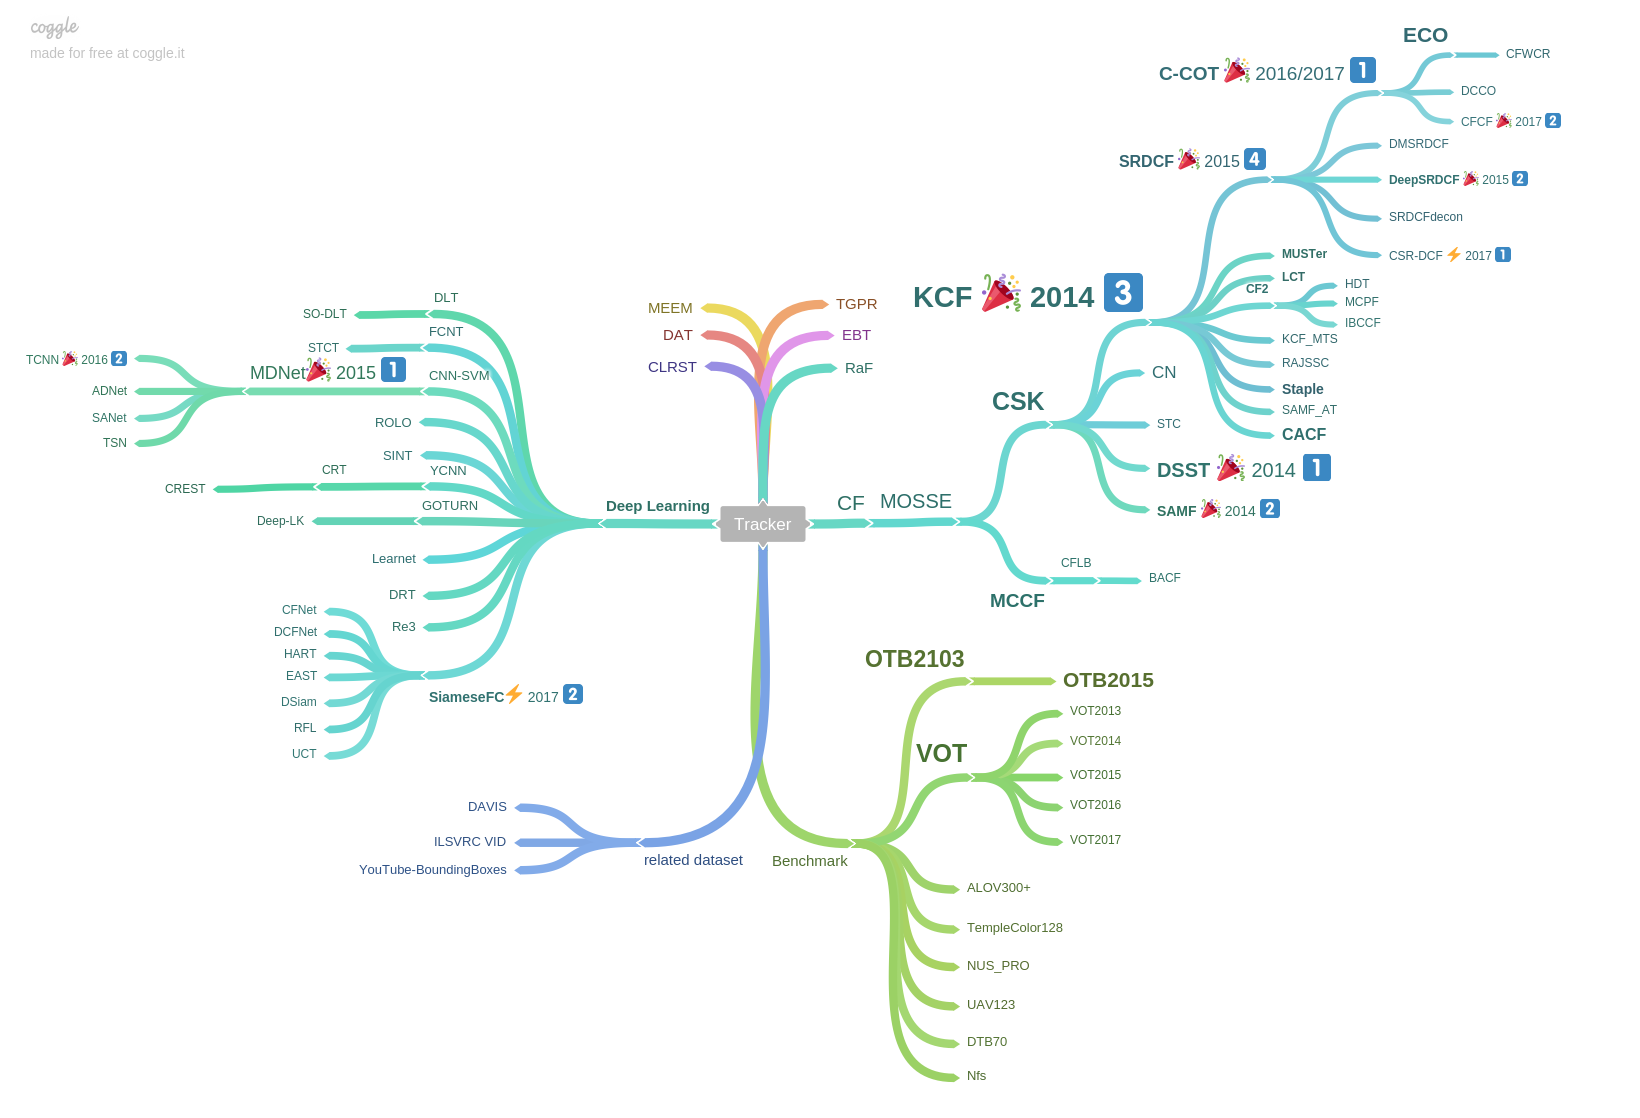 coggle
made for free at coggle.it
ECO
CFWCR
C-COT 🎉 2016/2017 1️⃣
DCCO
CFCF 🎉 2017 2️⃣
SRDCF 🎉 2015 4️⃣
DMSRDCF
DeepSRDCF 🎉 2015 2️⃣
SRDCFdecon
CSR-DCF ⚡ 2017 1️⃣
KCF 🎉 2014 3️⃣
MUSTer
LCT
CF2
HDT
MCPF
IBCCF
KCF_MTS
RAJSSC
Staple
SAMF_AT
CACF
CSK
CN
STC
DSST 🎉 2014 1️⃣
SAMF 🎉 2014 2️⃣
CF
MOSSE
MCCF
CFLB
BACF
MEEM
DAT
CLRST
TGPR
EBT
RaF
Tracker
Deep Learning
DLT
SO-DLT
FCNT
STCT
CNN-SVM
MDNet🎉 2015 1️⃣
TCNN 🎉 2016 2️⃣
ADNet
SANet
TSN
ROLO
SINT
YCNN
CRT
CREST
GOTURN
Deep-LK
Learnet
DRT
Re3
SiameseFC⚡ 2017 2️⃣
CFNet
DCFNet
HART
EAST
DSiam
RFL
UCT
related dataset
DAVIS
ILSVRC VID
YouTube-BoundingBoxes
Benchmark
OTB2103
OTB2015
VOT
VOT2013
VOT2014
VOT2015
VOT2016
VOT2017
ALOV300+
TempleColor128
NUS_PRO
UAV123
DTB70
Nfs